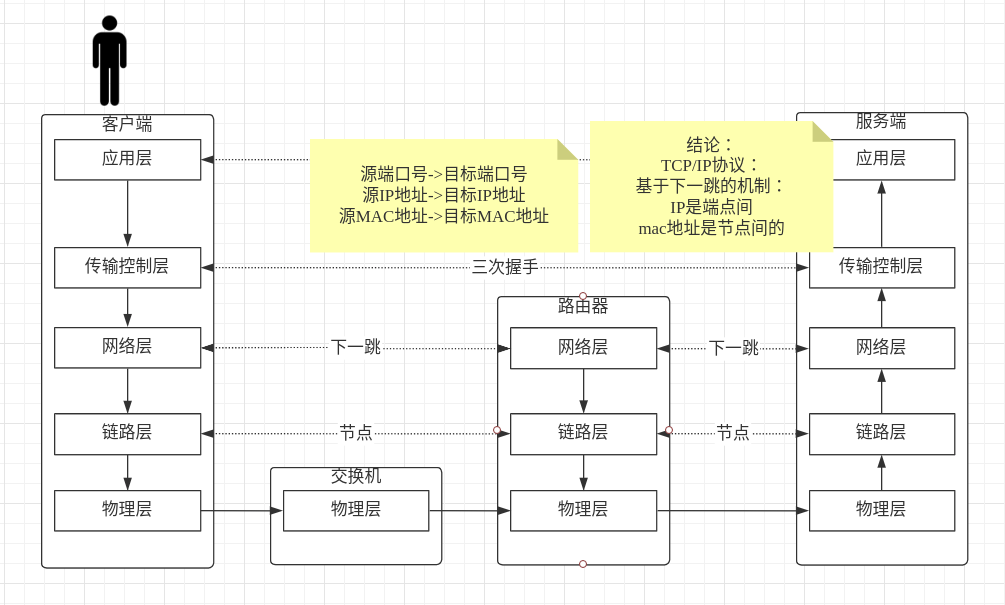 客户端
应用层
传输控制层
网络层
链路层
物理层
源端口号->目标端口号
源IP地址->目标IP地址
源MAC地址->目标MAC地址
结论：
TCP/IP协议：
基于下一跳的机制：
IP是端点间
mac地址是节点间的
三次握手
下一跳
节点
交换机
物理层
路由器
网络层
链路层
物理层
下一跳
节点
服务端
应用层
传输控制层
网络层
链路层
物理层